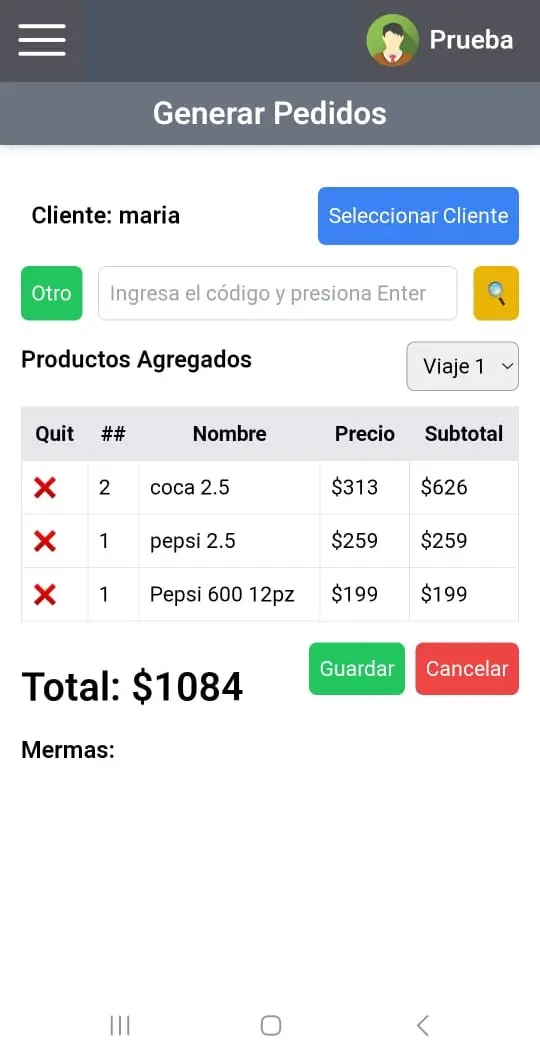 Prueba
Generar Pedidos
Cliente: maria
Seleccionar Cliente
Otro
Ingresa el código y presiona Enter
Productos Agregados
Viaje 1
Quit ## Nombre Precio Subtotal
2 coca 2.5 $313 $626
1 pepsi 2.5 $259 $259
1 Pepsi 600 12pz $199 $199
Total: $1084
Guardar
Cancelar
Mermas: